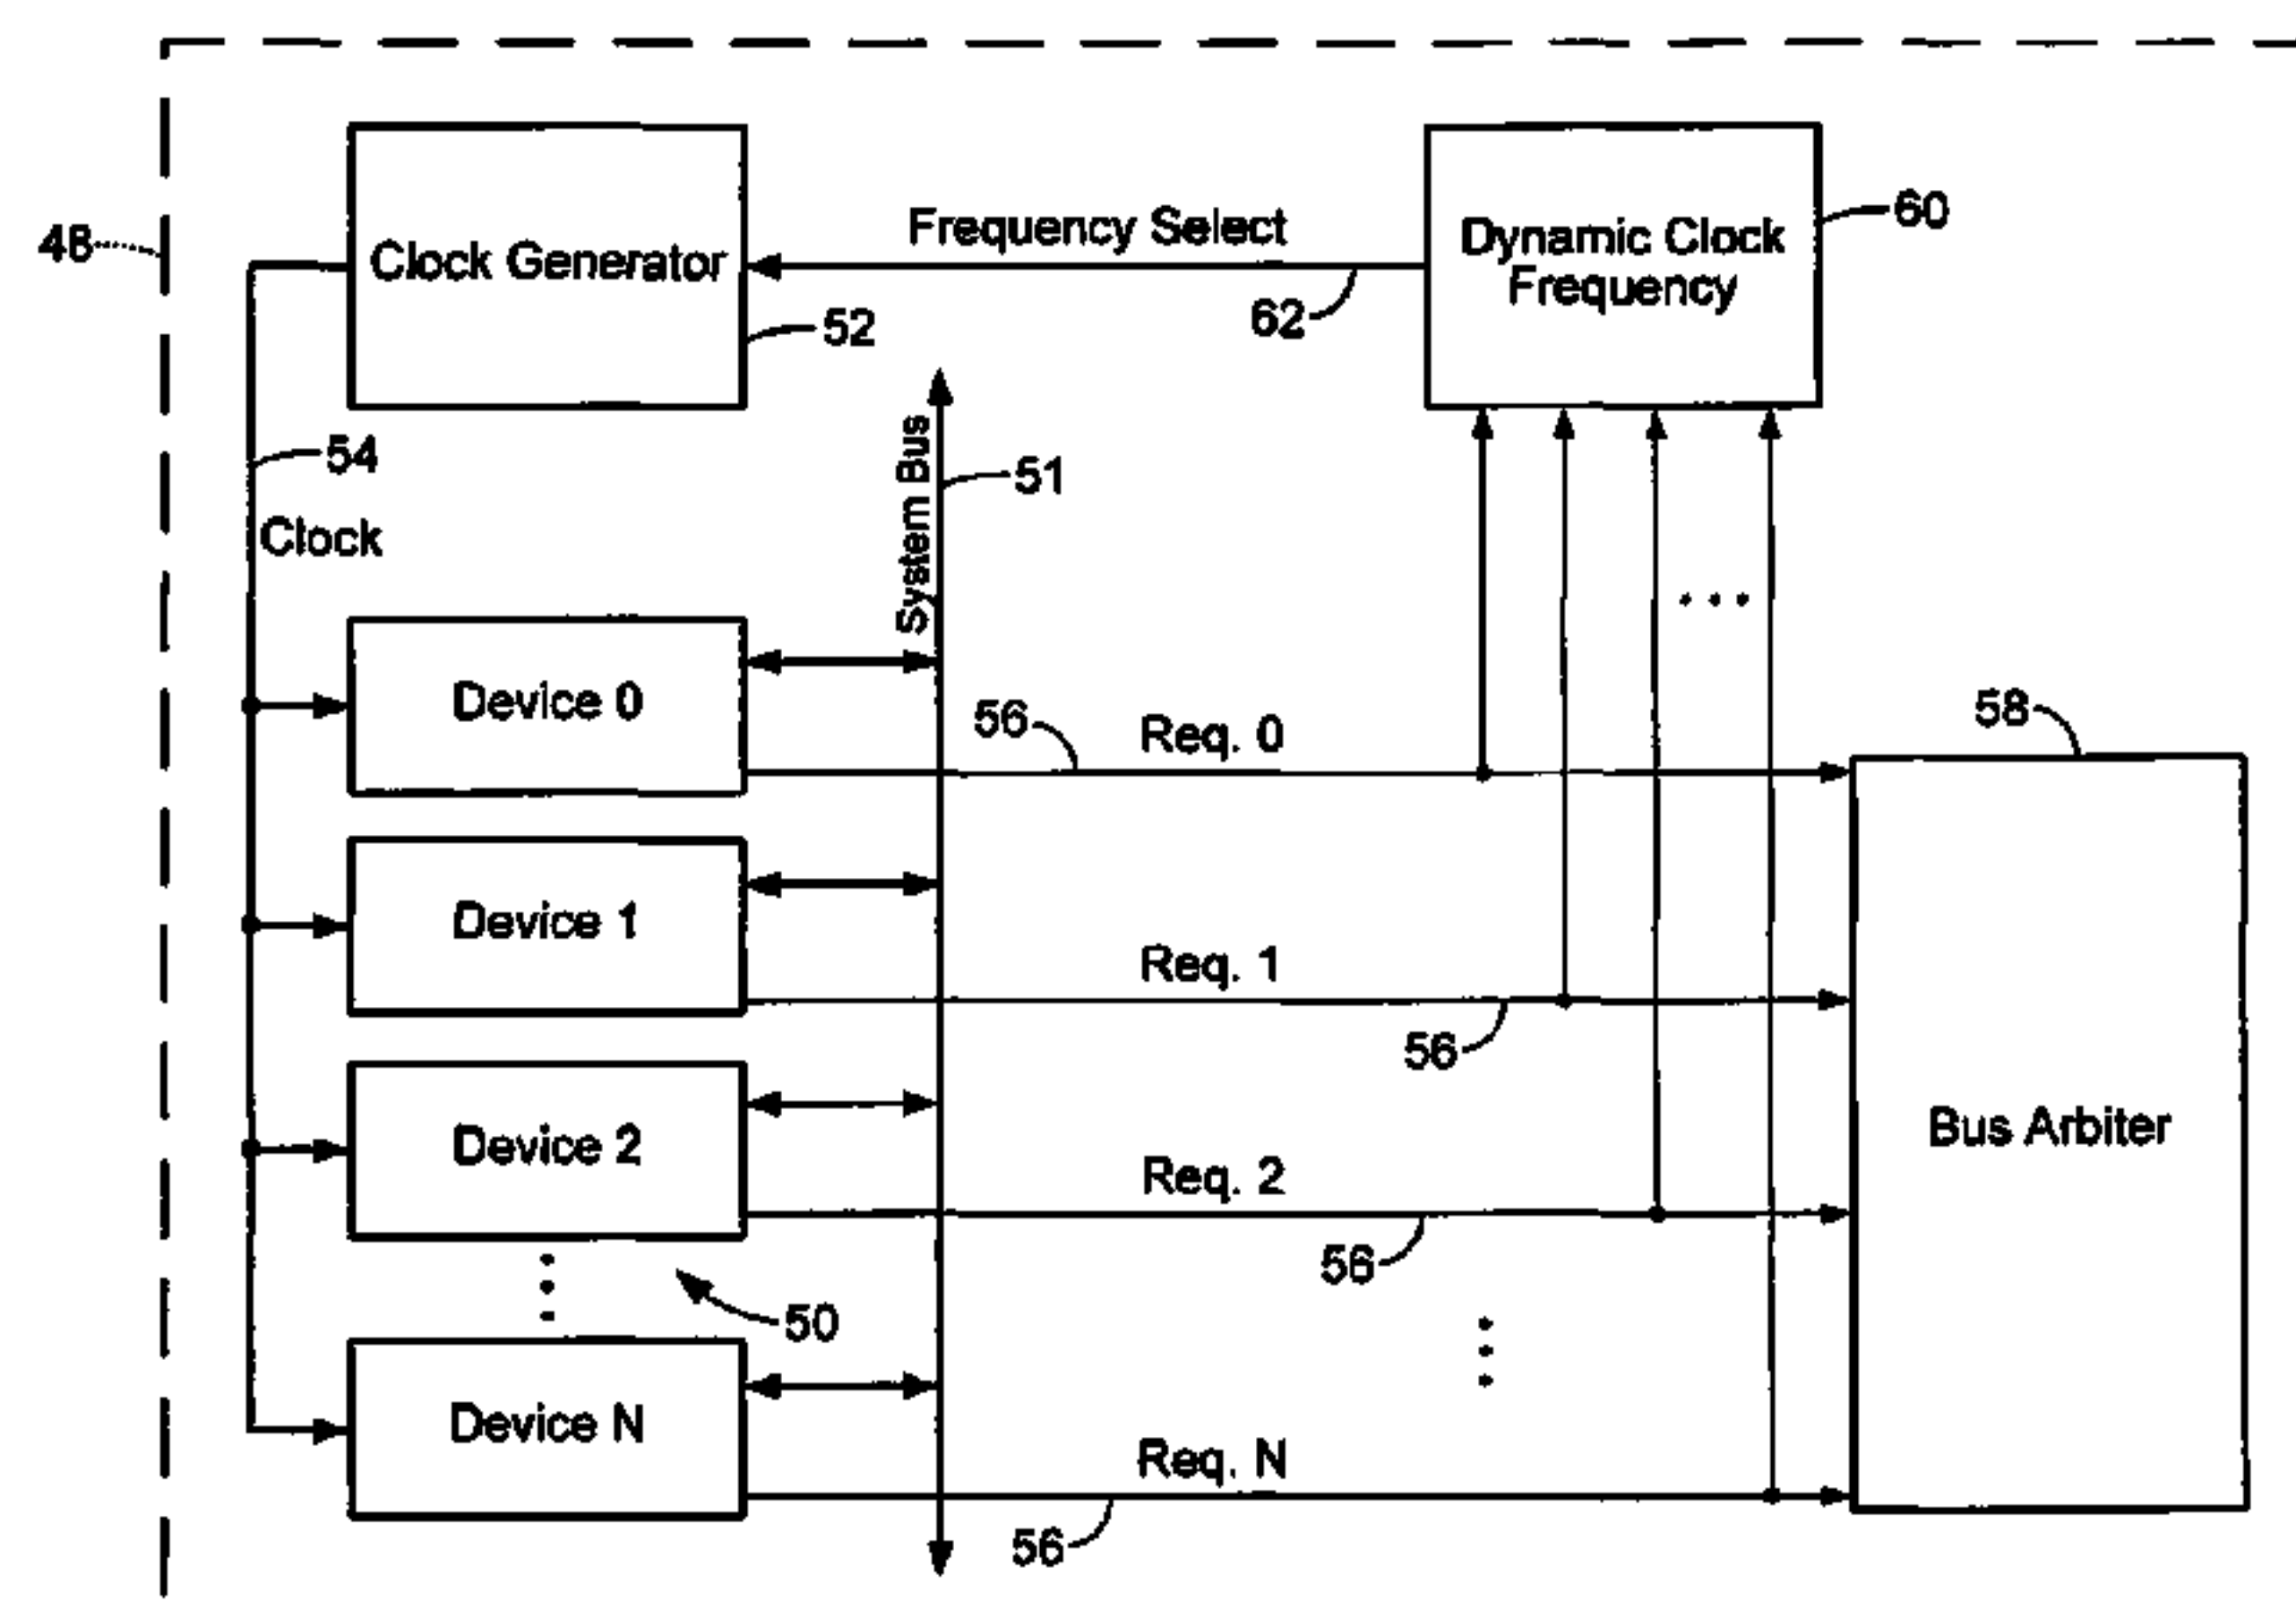 48
Clock Generator
52
Frequency Select
62
Dynamic Clock
Frequency
60
54
Clock
System Bus
51
Device 0
56
Req. 0
58
Device 1
Req. 1
56
Bus Arbiter
Device 2
Req. 2
56
50
Device N
Req. N
56